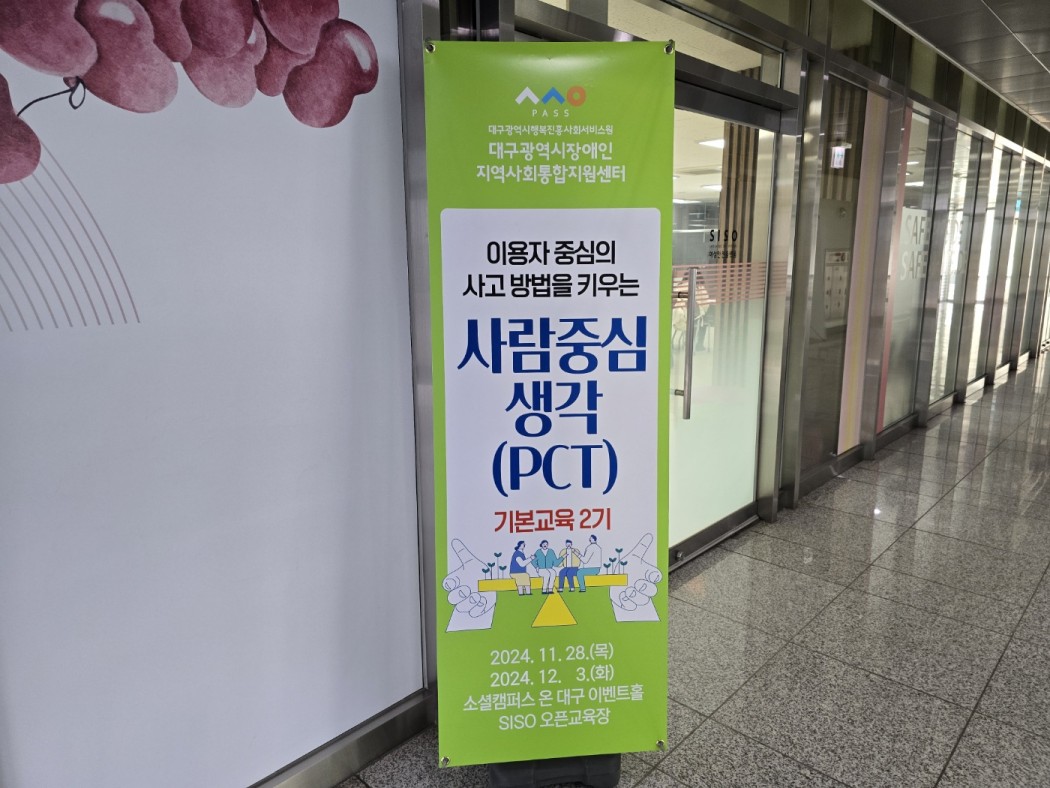 PASS
대구광역시행복진흥사회서비스원
대구광역시장애인
지역사회통합지원센터
이용자 중심의
사고 방법을 키우는
사람중심
생각
(PCT)
기본교육 2기
2024. 11. 28.(목)
2024. 12. 3.(화)
소셜캠퍼스 온 대구 이벤트홀
SISO 오픈교육장
SISO